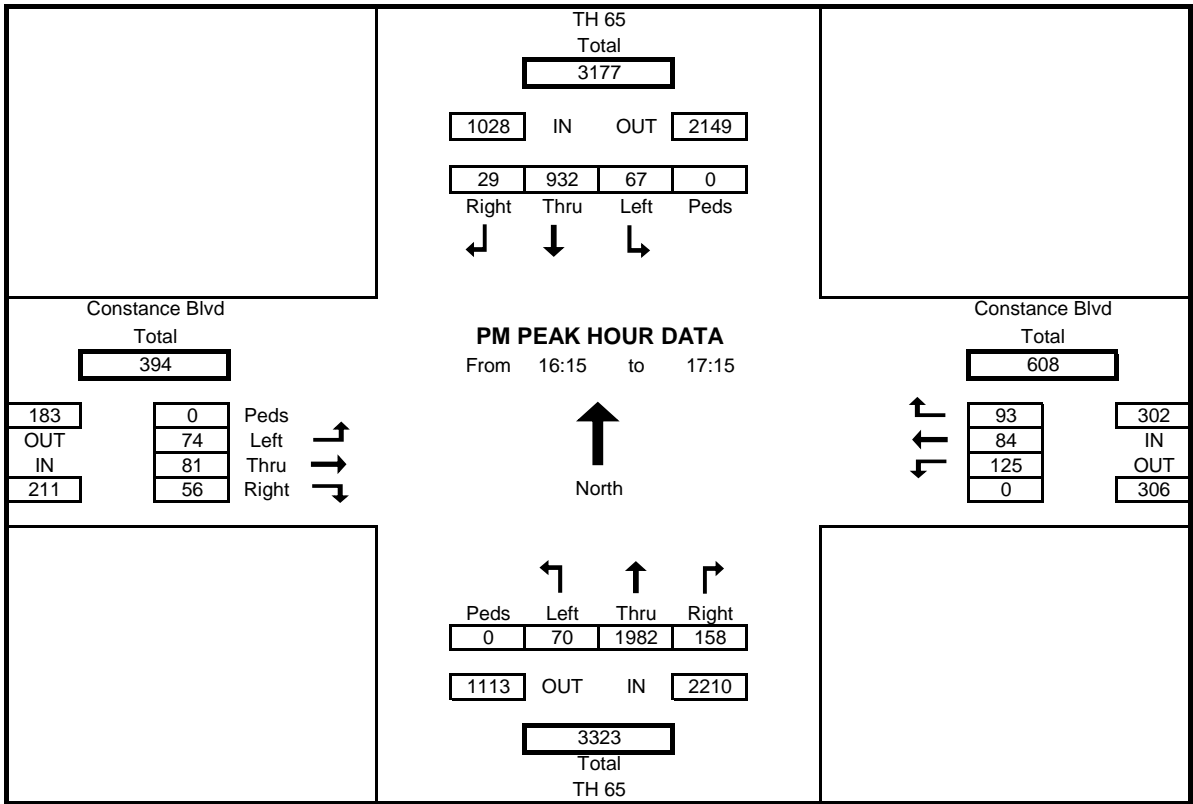 TH 65
Total
3177
1028 IN OUT 2149
29 932 67 0
Right Thru Left Peds
Constance Blvd
Total
394
183 0 Peds
OUT 74 Left
IN 81 Thru
211 56 Right
PM PEAK HOUR DATA
From 16:15 to 17:15
North
Constance Blvd
Total
608
93 302
84 IN
125 OUT
0 306
Peds Left Thru Right
0 70 1982 158
1113 OUT IN 2210
3323
Total
TH 65